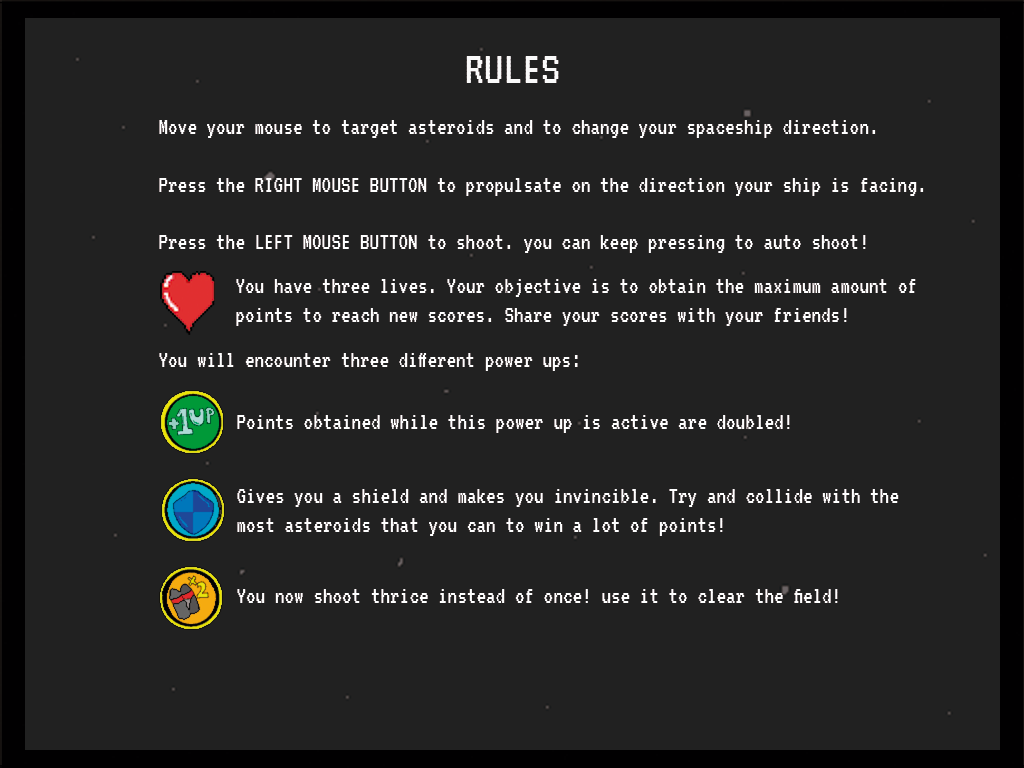 RULES
Move your mouse to target asteroids and to change your spaceship direction.
Press the RIGHT MOUSE BUTTON to propulsate on the direction your ship is facing.
Press the LEFT MOUSE BUTTON to shoot. you can keep pressing to auto shoot!
You have three lives. Your objective is to obtain the maximum amount of
points to reach new scores. Share your scores with your friends!
You will encounter three different power ups:
+1UP
Points obtained while this power up is active are doubled!
Gives you a shield and makes you invincible. Try and collide with the
most asteroids that you can to win a lot of points!
x2
You now shoot thrice instead of once! use it to clear the field!